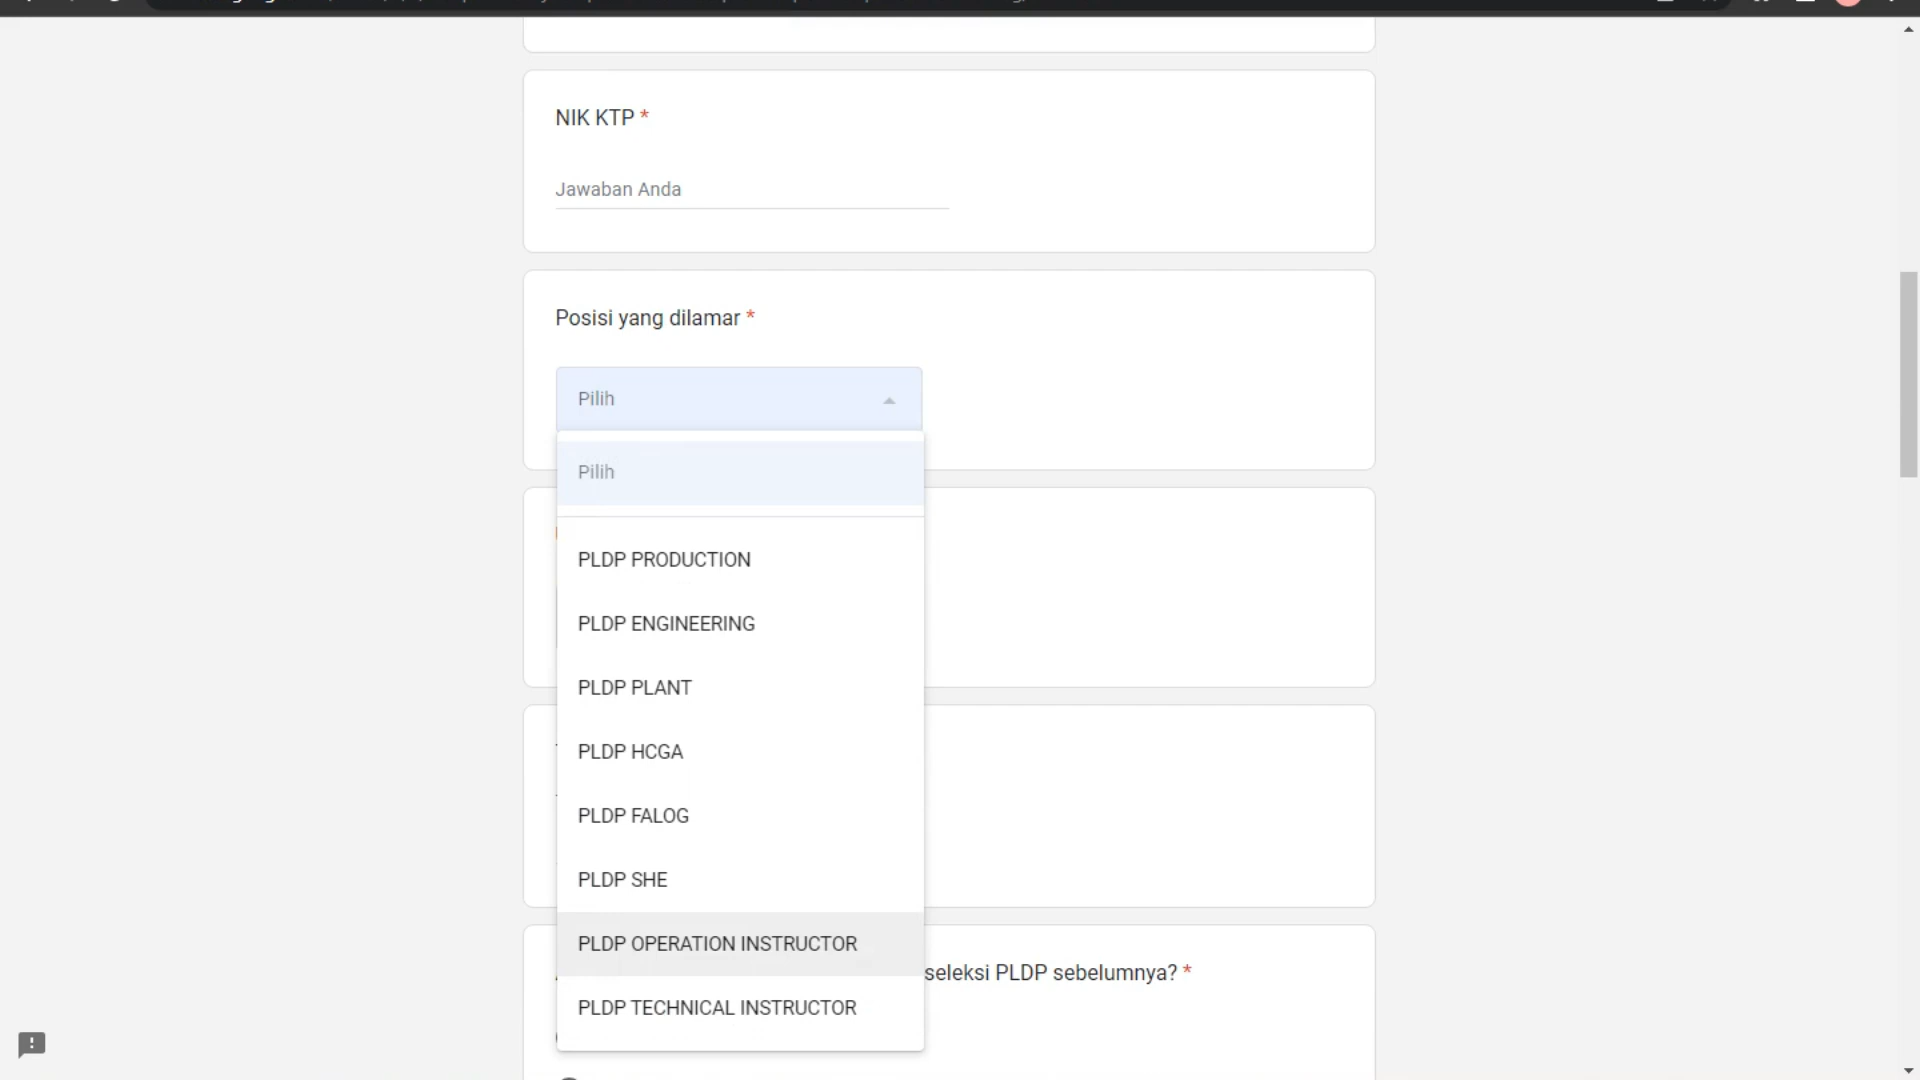 NIK KTP *
Jawaban Anda
Posisi yang dilamar *
Pilih
Pilih
PLDP PRODUCTION
PLDP ENGINEERING
PLDP PLANT
PLDP HCGA
PLDP FALOG
PLDP SHE
PLDP OPERATION INSTRUCTOR
seleksi PLDP sebelumnya? *
PLDP TECHNICAL INSTRUCTOR